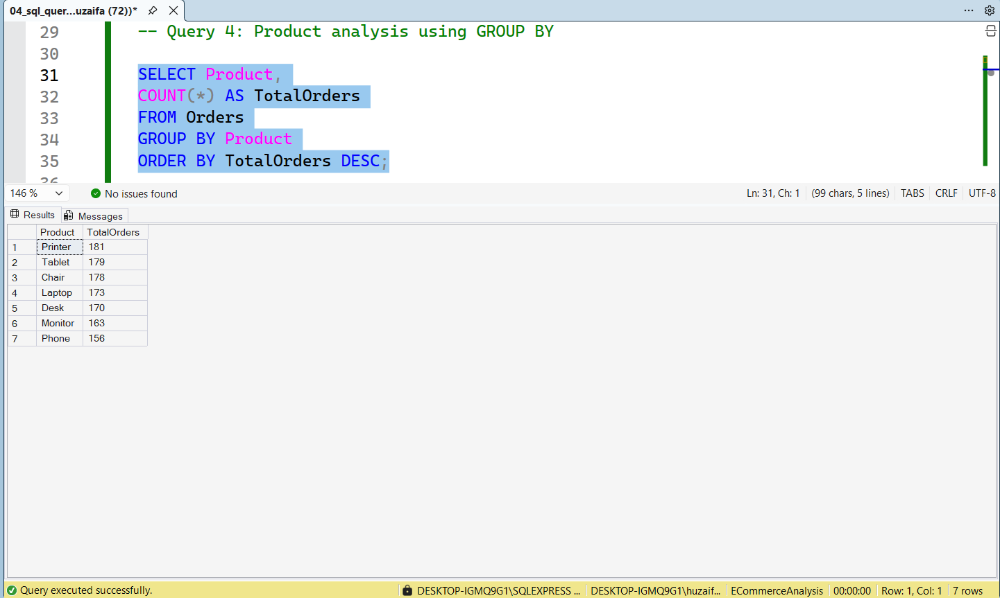 04_sql_quer...uzaifa (72))*
29 -- Query 4: Product analysis using GROUP BY
30
31 SELECT Product,
32 COUNT(*) AS TotalOrders
33 FROM Orders
34 GROUP BY Product
35 ORDER BY TotalOrders DESC;
36
146 % No issues found Ln: 31, Ch: 1 (99 chars, 5 lines) TABS CRLF UTF-8
Results Messages
Product TotalOrders
1 Printer 181
2 Tablet 179
3 Chair 178
4 Laptop 173
5 Desk 170
6 Monitor 163
7 Phone 156
Query executed successfully. DESKTOP-IGMQ9G1\SQLEXPRESS ... DESKTOP-IGMQ9G1\huzaif... ECommerceAnalysis 00:00:00 Row: 1, Col: 1 7 rows